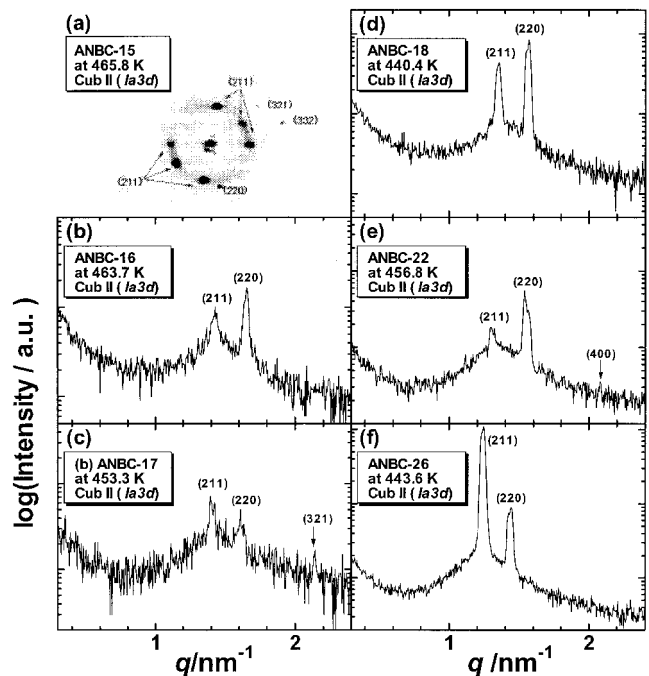 (a)
ANBC-15
at 465.8 K
Cub II ( Ia3d)
(211)
(321)
(332)
(211)
(220)
(b)
ANBC-16
at 463.7 K
Cub II ( Ia3d)
(211)
(220)
(c)
(b) ANBC-17
at 453.3 K
Cub II ( Ia3d)
(211)
(220)
(321)
(d)
ANBC-18
at 440.4 K
Cub II ( Ia3d)
(211)
(220)
(e)
ANBC-22
at 456.8 K
Cub II ( Ia3d)
(211)
(220)
(400)
(f)
ANBC-26
at 443.6 K
Cub II ( Ia3d)
(211)
(220)
log(Intensity / a.u.)
1 2
q/nm-1
1 2
q /nm-1